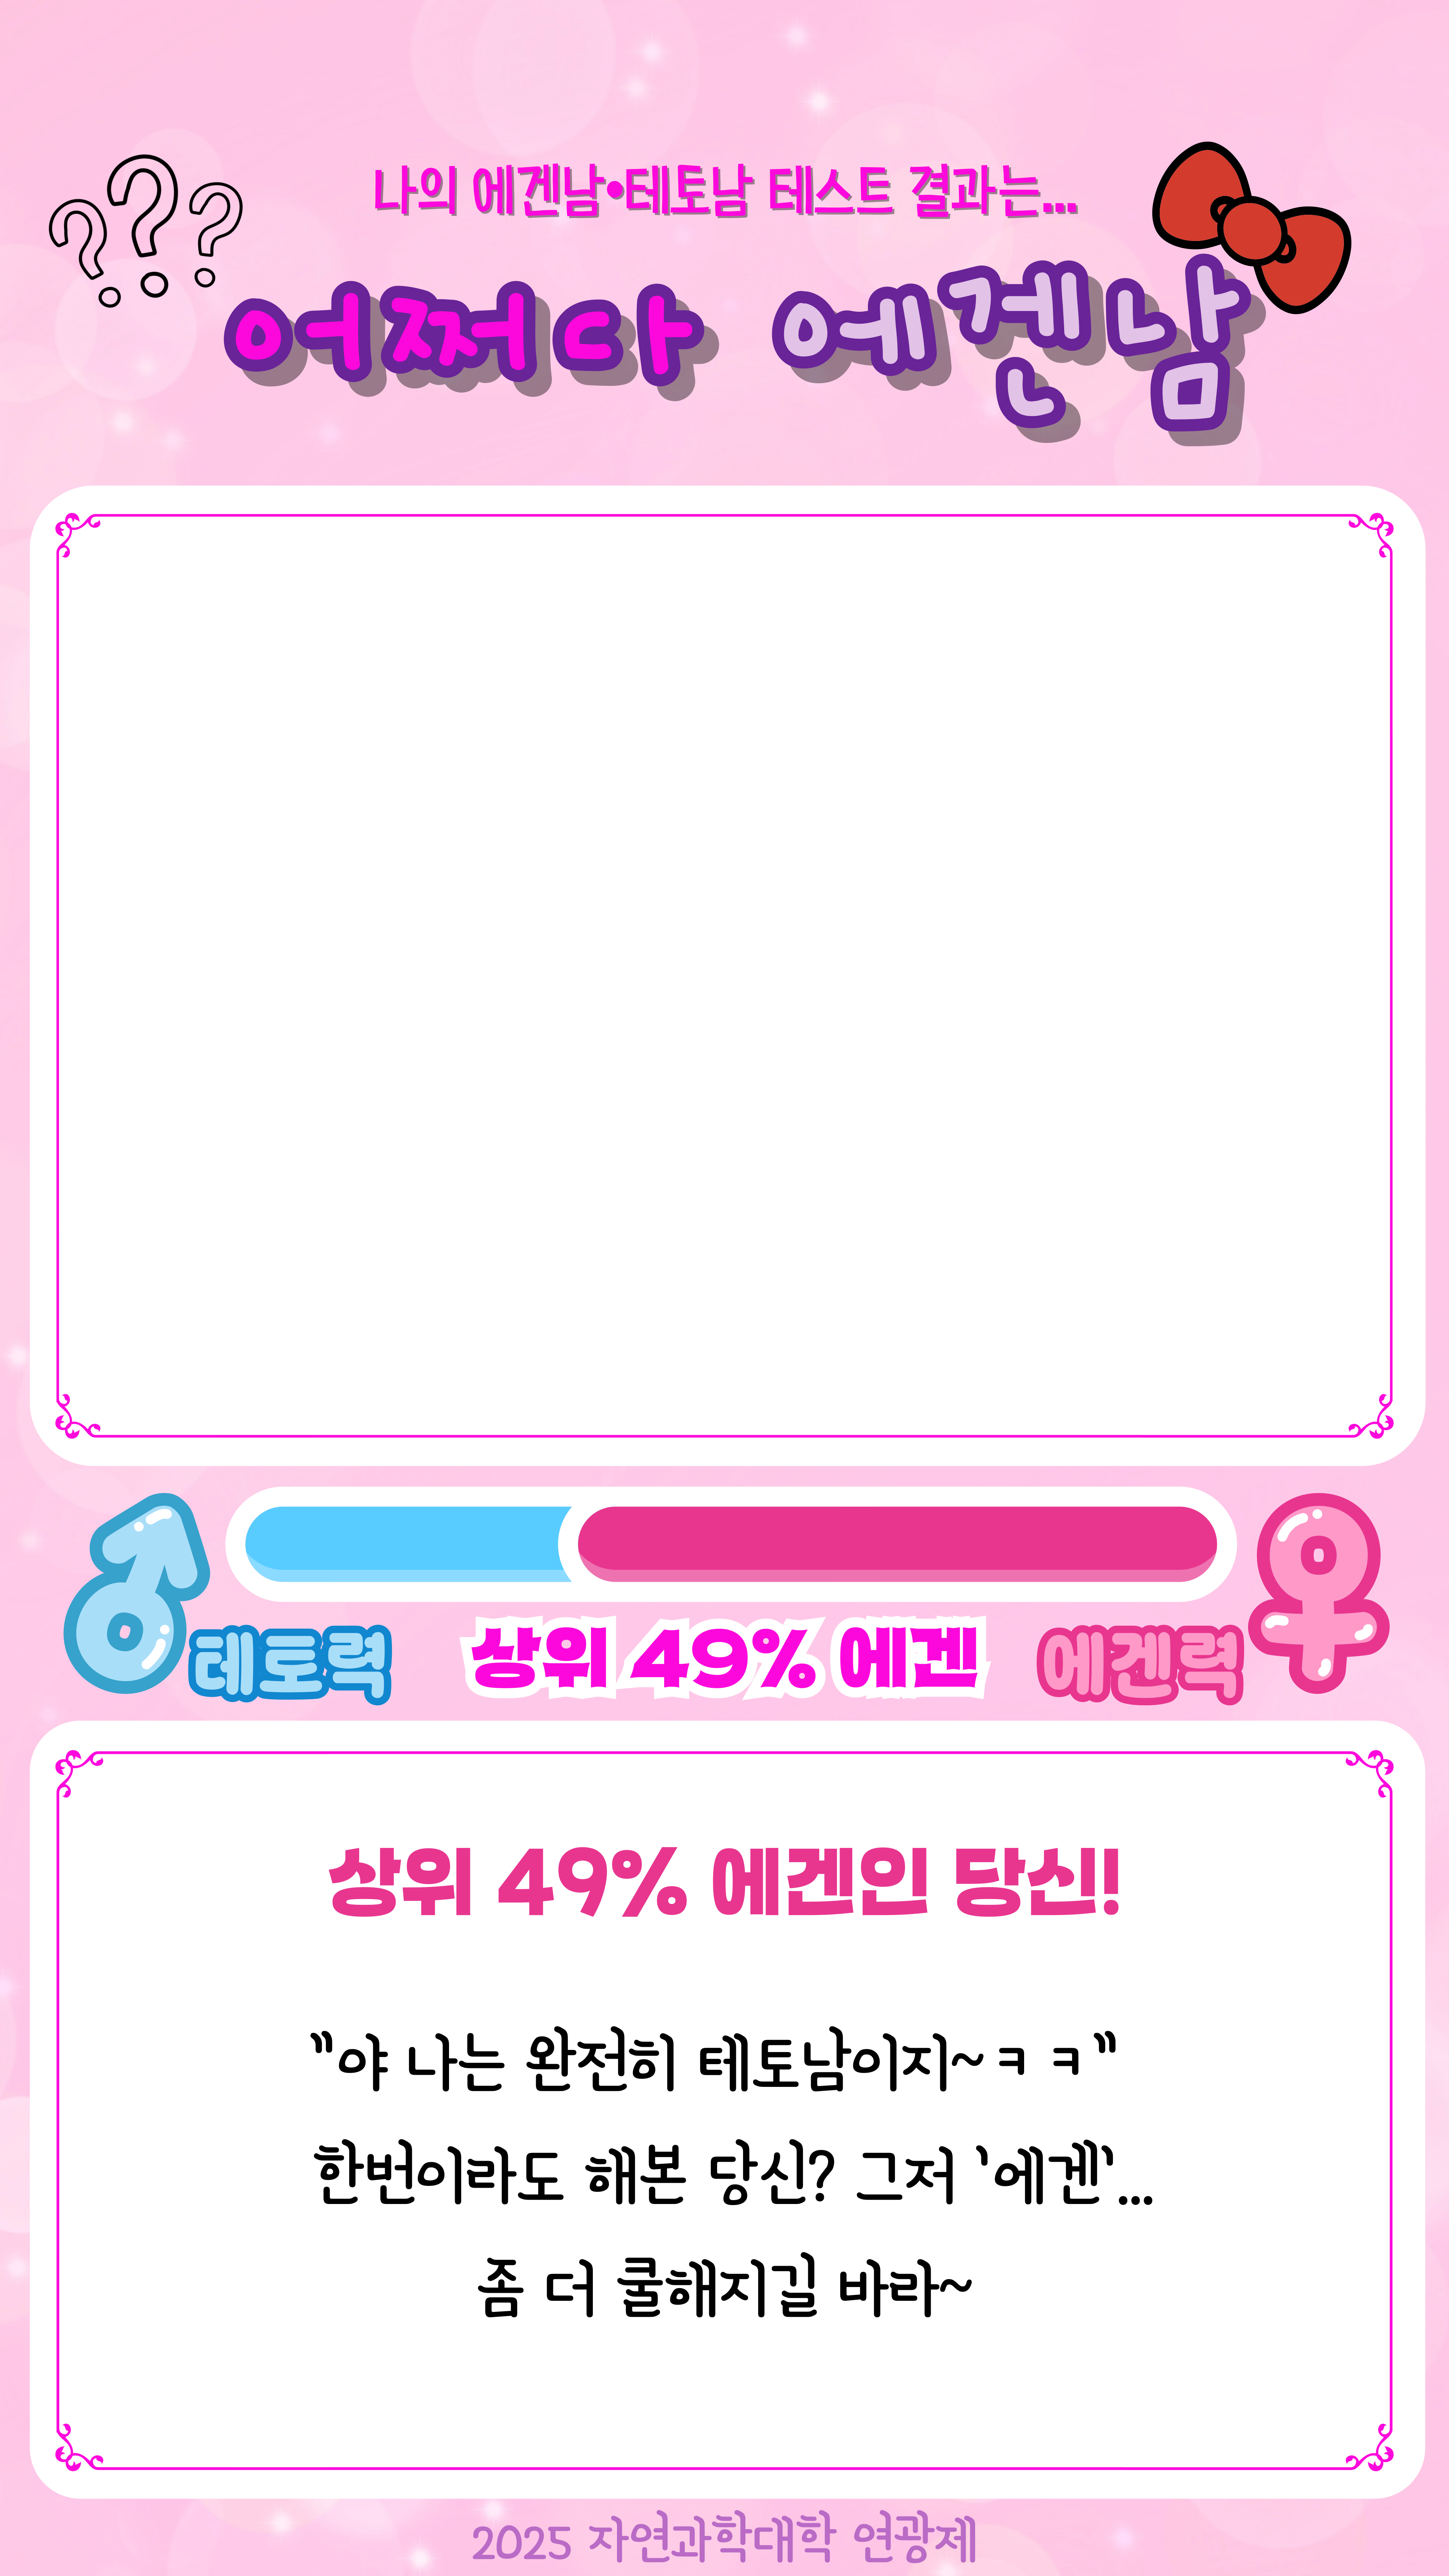 나의 에겐남•테토남 테스트 결과는...
어쩌다 에겐남
테토력
상위 49% 에겐
에겐력
상위 49% 에겐인 당신!
"야 나는 완전히 테토남이지~ㅋㅋ"
한번이라도 해본 당신? 그저 '에겐'...
좀 더 쿨해지길 바라~
2025 자연과학대학 연광제